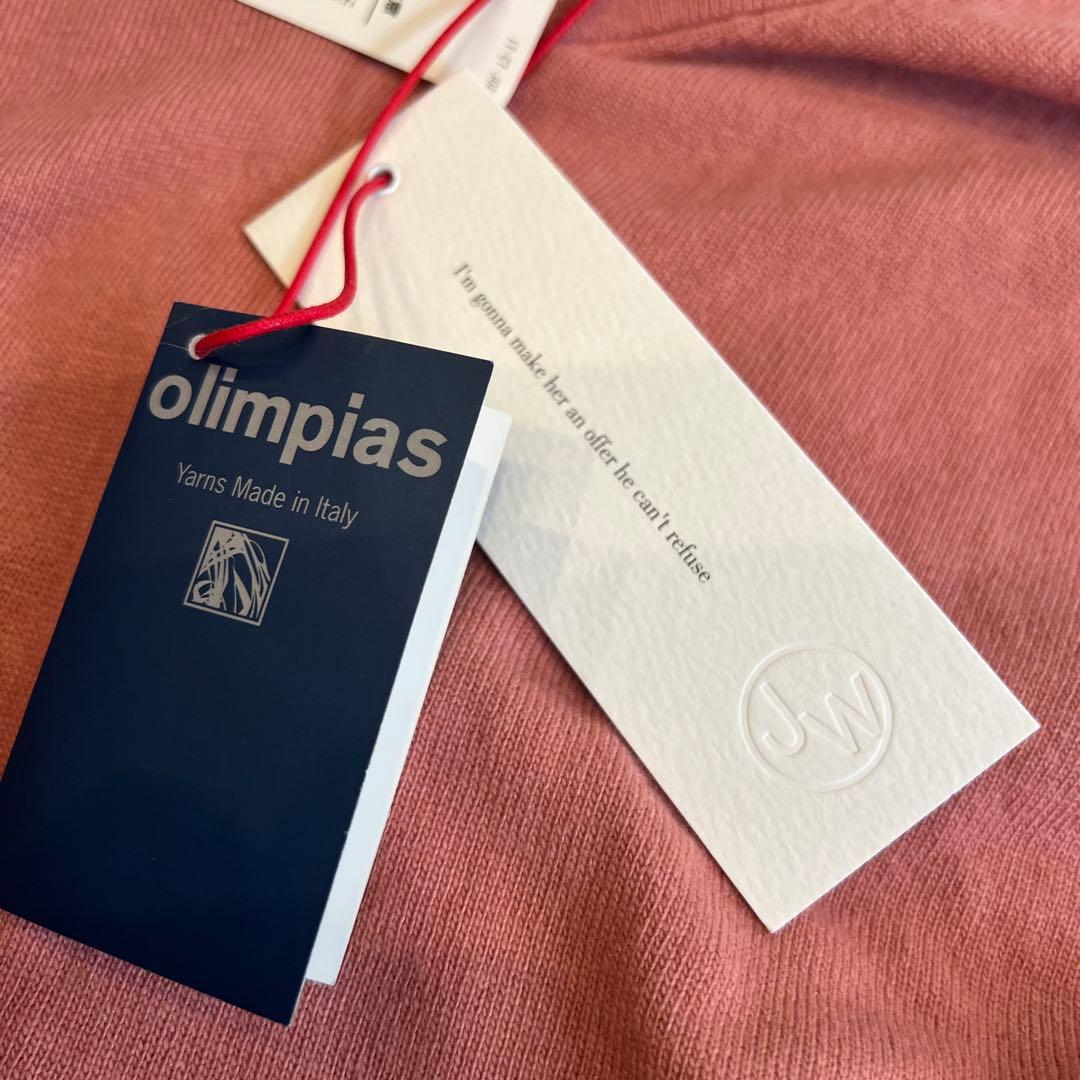 olimpias
Yarns Made in Italy
I'm gonna make her an offer he can't refuse
JW